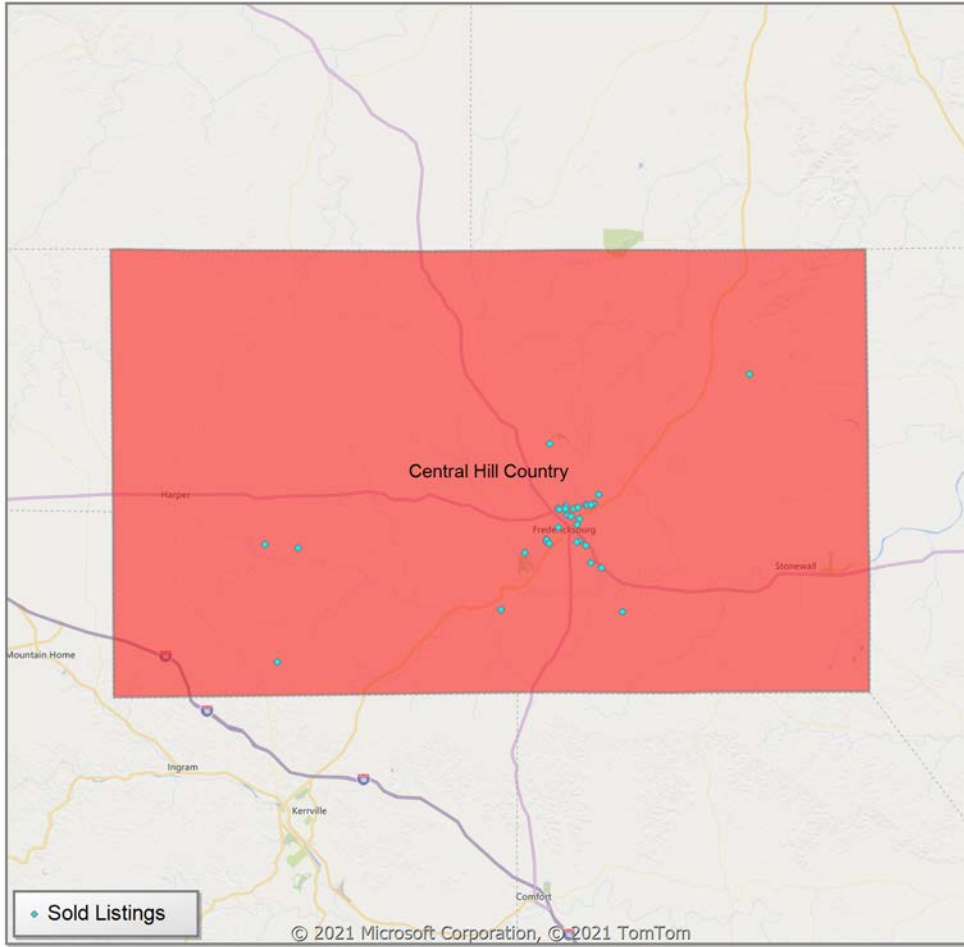 Central Hill Country
Harper
Fredericksburg
Stonewall
Mountain Home
Ingram
Kerrville
Comfort
Sold Listings
© 2021 Microsoft Corporation, © 2021 TomTom